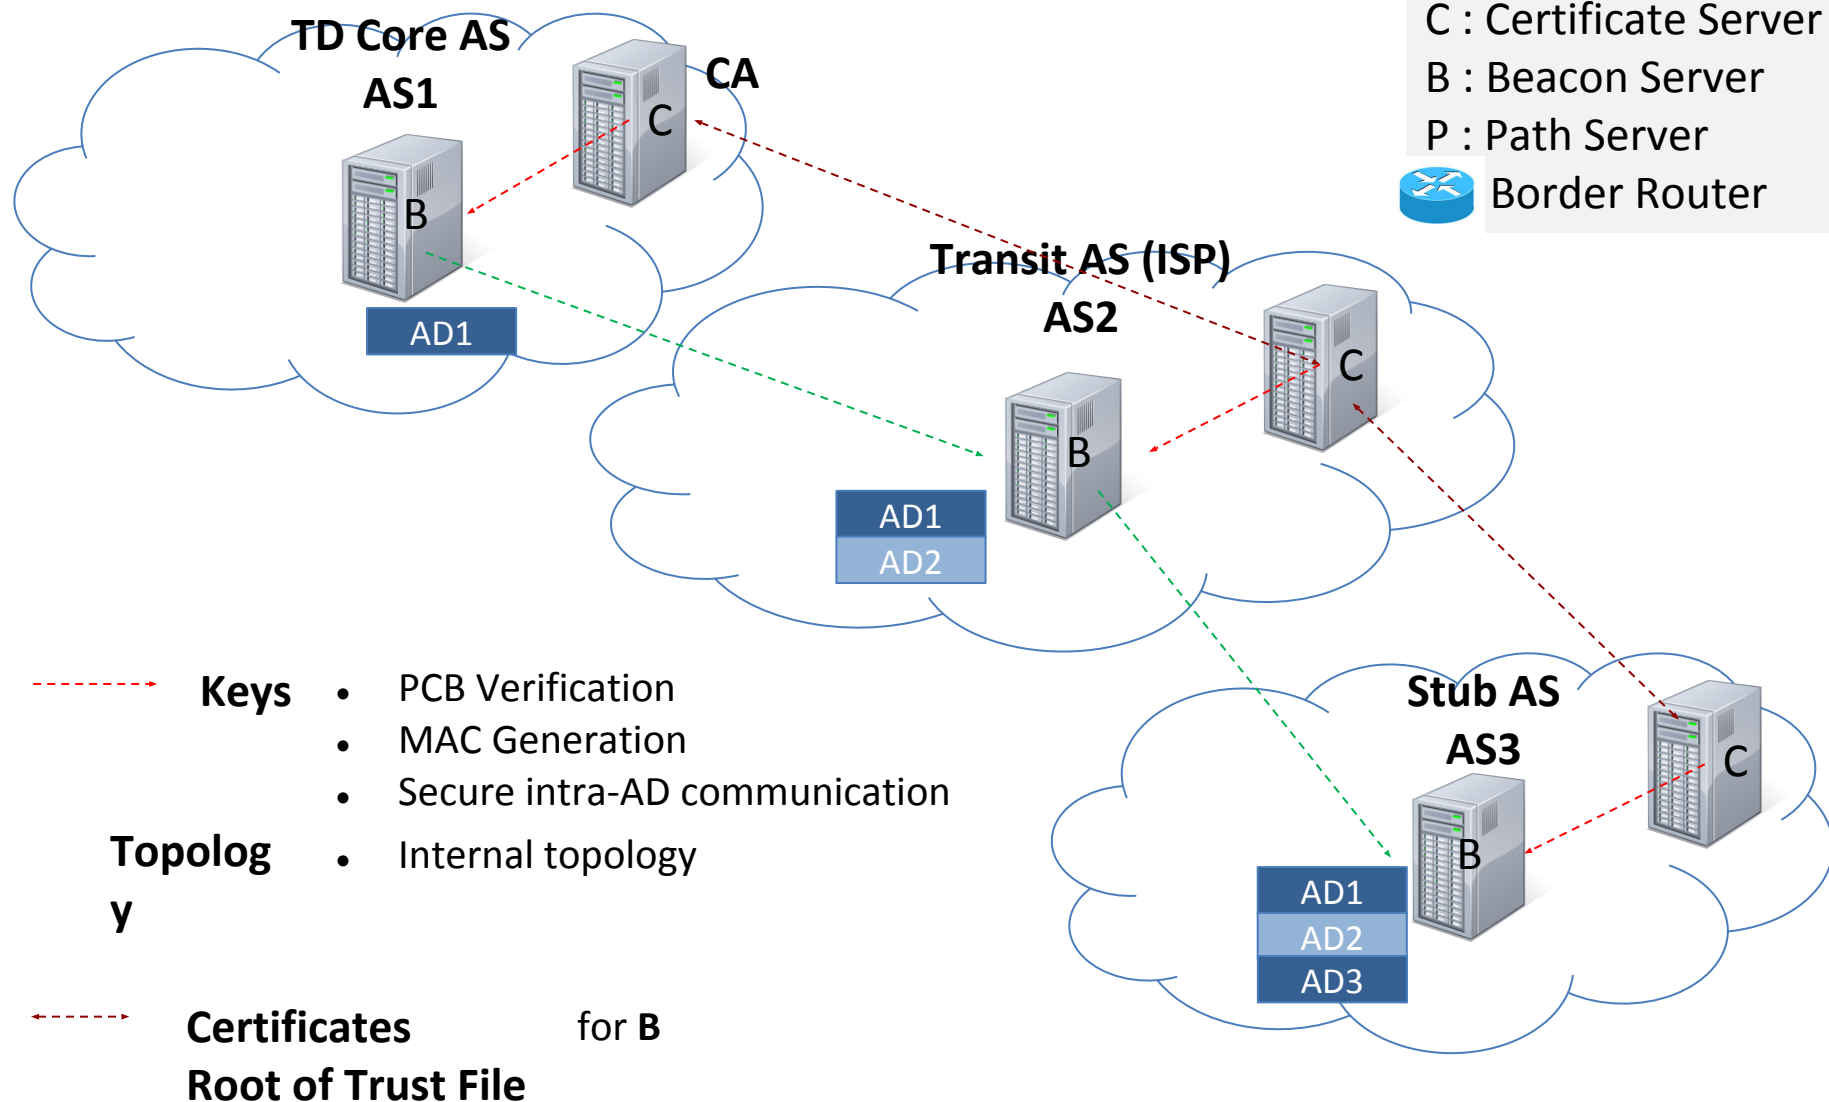 TD Core AS
AS1
CA
C
B
AD1
C : Certificate Server
B : Beacon Server
P : Path Server
Border Router
Transit AS (ISP)
AS2
C
B
AD1
AD2
Stub AS
AS3
C
B
AD1
AD2
AD3
Keys
• PCB Verification
• MAC Generation
• Secure intra-AD communication
Topolog
y
• Internal topology
Certificates for B
Root of Trust File